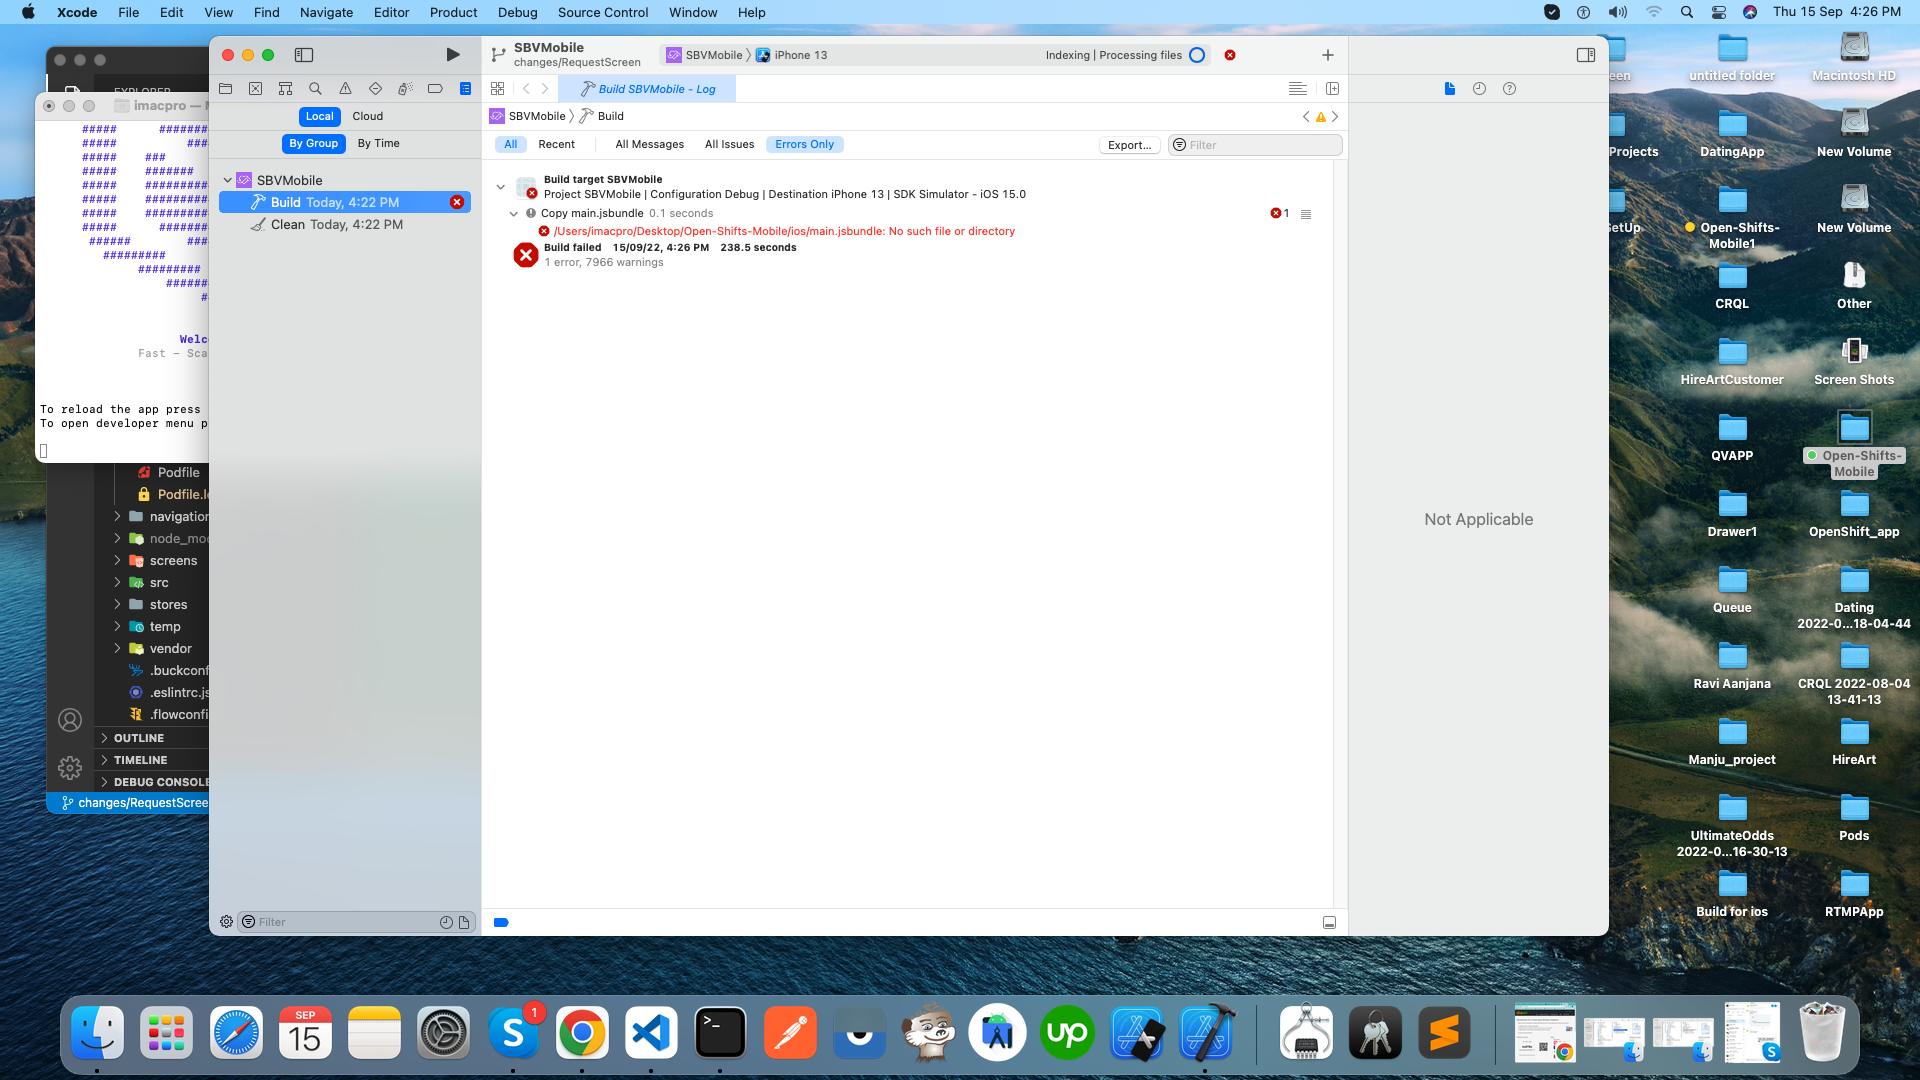 Xcode File Edit View Find Navigate Editor Product Debug Source Control Window Help
Thu 15 Sep 4:26 PM
SBVMobile
changes/RequestScreen
SBVMobile
iPhone 13
Indexing | Processing files
Build SBVMobile - Log
Local
Cloud
SBVMobile
Build
By Group
By Time
All
Recent
All Messages
All Issues
Errors Only
Export...
Filter
SBVMobile
Build Today, 4:22 PM
Clean Today, 4:22 PM
Build target SBVMobile
Project SBVMobile | Configuration Debug | Destination iPhone 13 | SDK Simulator - iOS 15.0
Copy main.jsbundle 0.1 seconds
1
/Users/imacpro/Desktop/Open-Shifts-Mobile/ios/main.jsbundle: No such file or directory
Build failed 15/09/22, 4:26 PM 238.5 seconds
1 error, 7966 warnings
Not Applicable
Filter
EXPLORER
imacpro —
##### #######
##### ###
##### ###
##### #######
##### #########
##### #########
##### #########
##### #######
###### ###
#########
#########
######
#
Welc
Fast - Sca
To reload the app press
To open developer menu p
Podfile
Podfile.l
navigation
node_mo
screens
src
stores
temp
vendor
.buckconf
.eslintrc.js
.flowconfi
OUTLINE
TIMELINE
DEBUG CONSOLE
changes/RequestScree
een
untitled folder
Macintosh HD
Projects
DatingApp
New Volume
SetUp
Open-Shifts-
Mobile1
New Volume
CRQL
Other
HireArtCustomer
Screen Shots
QVAPP
Open-Shifts-
Mobile
Drawer1
OpenShift_app
Queue
Dating
2022-0...18-04-44
Ravi Aanjana
CRQL 2022-08-04
13-41-13
Manju_project
HireArt
UltimateOdds
2022-0...16-30-13
Pods
Build for ios
RTMPApp
SEP
15
S
1
>_
up
S